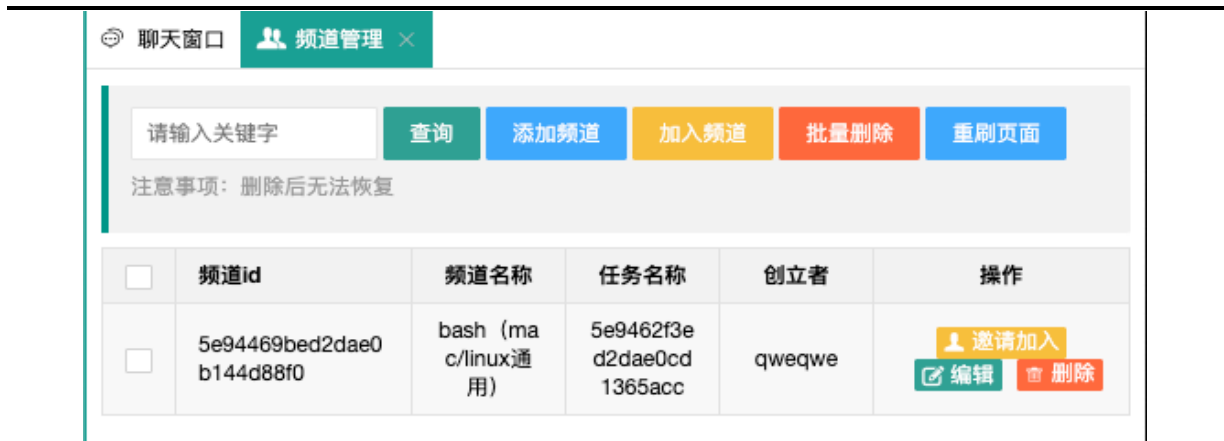 聊天窗口 频道管理
请输入关键字 查询 添加频道 加入频道 批量删除 重刷页面
注意事项：删除后无法恢复
频道id 频道名称 任务名称 创立者 操作
5e94469bed2dae0
b144d88f0
bash（ma
c/linux通
用）
5e9462f3e
d2dae0cd
1365acc
qweqwe
邀请加入
编辑 删除